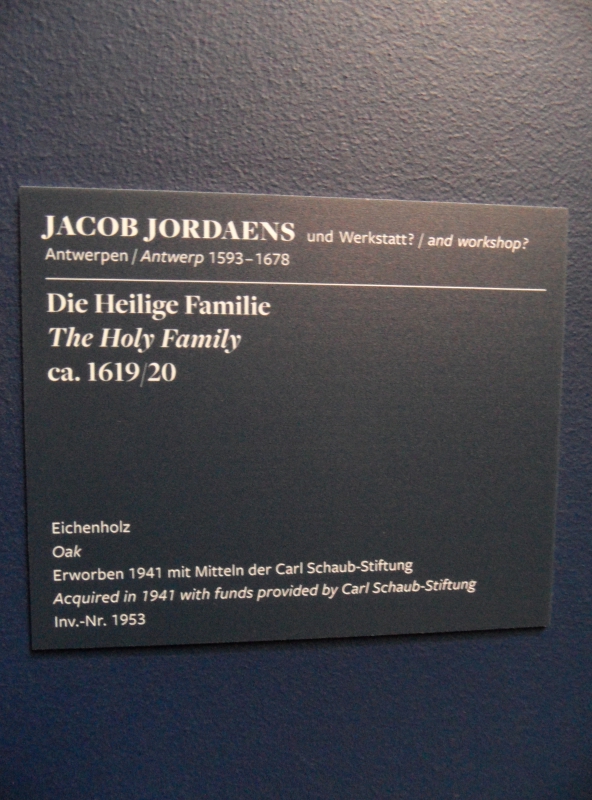 JACOB JORDAENS und Werkstatt? / and workshop?
Antwerpen / Antwerp 1593–1678
Die Heilige Familie
The Holy Family
ca. 1619/20
Eichenholz
Oak
Erworben 1941 mit Mitteln der Carl Schaub-Stiftung
Acquired in 1941 with funds provided by Carl Schaub-Stiftung
Inv.-Nr. 1953